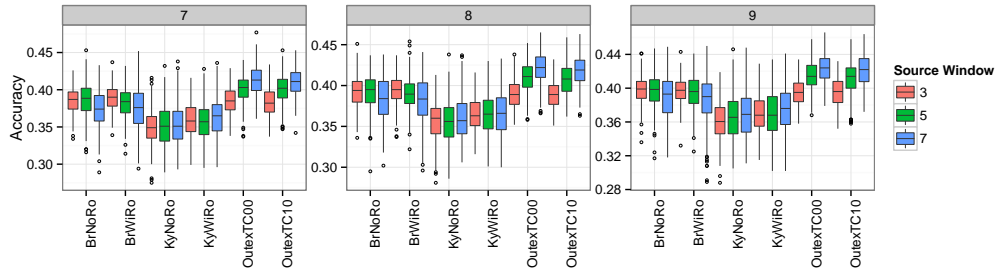 7
8
9
Accuracy
0.45
0.40
0.35
0.30
0.45
0.40
0.35
0.30
0.44
0.40
0.36
0.32
0.28
BrNoRo
BrWiRo
KyNoRo
KyWiRo
OutexTC00
OutexTC10
BrNoRo
BrWiRo
KyNoRo
KyWiRo
OutexTC00
OutexTC10
BrNoRo
BrWiRo
KyNoRo
KyWiRo
OutexTC00
OutexTC10
Source Window
3
5
7